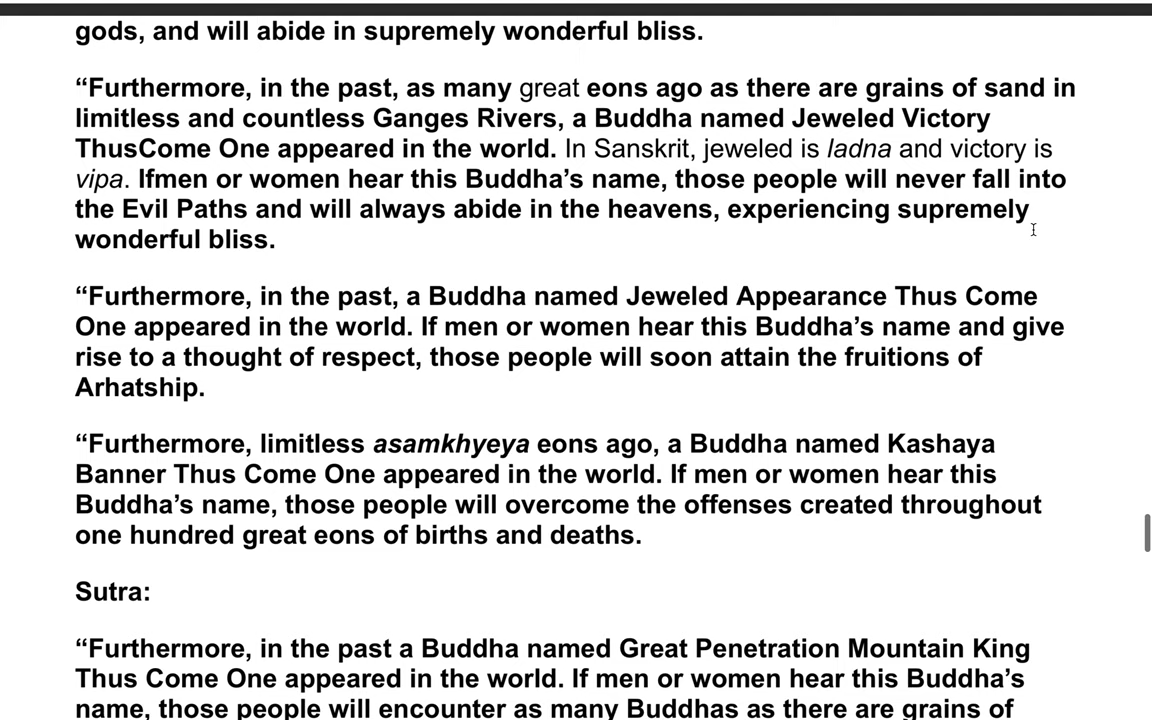 gods, and will abide in supremely wonderful bliss.
“Furthermore, in the past, as many great eons ago as there are grains of sand in
limitless and countless Ganges Rivers, a Buddha named Jeweled Victory
ThusCome One appeared in the world. In Sanskrit, jeweled is ladna and victory is
vipa. Ifmen or women hear this Buddha’s name, those people will never fall into
the Evil Paths and will always abide in the heavens, experiencing supremely
wonderful bliss.
“Furthermore, in the past, a Buddha named Jeweled Appearance Thus Come
One appeared in the world. If men or women hear this Buddha’s name and give
rise to a thought of respect, those people will soon attain the fruitions of
Arhatship.
“Furthermore, limitless asamkhyeya eons ago, a Buddha named Kashaya
Banner Thus Come One appeared in the world. If men or women hear this
Buddha’s name, those people will overcome the offenses created throughout
one hundred great eons of births and deaths.
Sutra:
“Furthermore, in the past a Buddha named Great Penetration Mountain King
Thus Come One appeared in the world. If men or women hear this Buddha’s
name, those people will encounter as many Buddhas as there are grains of